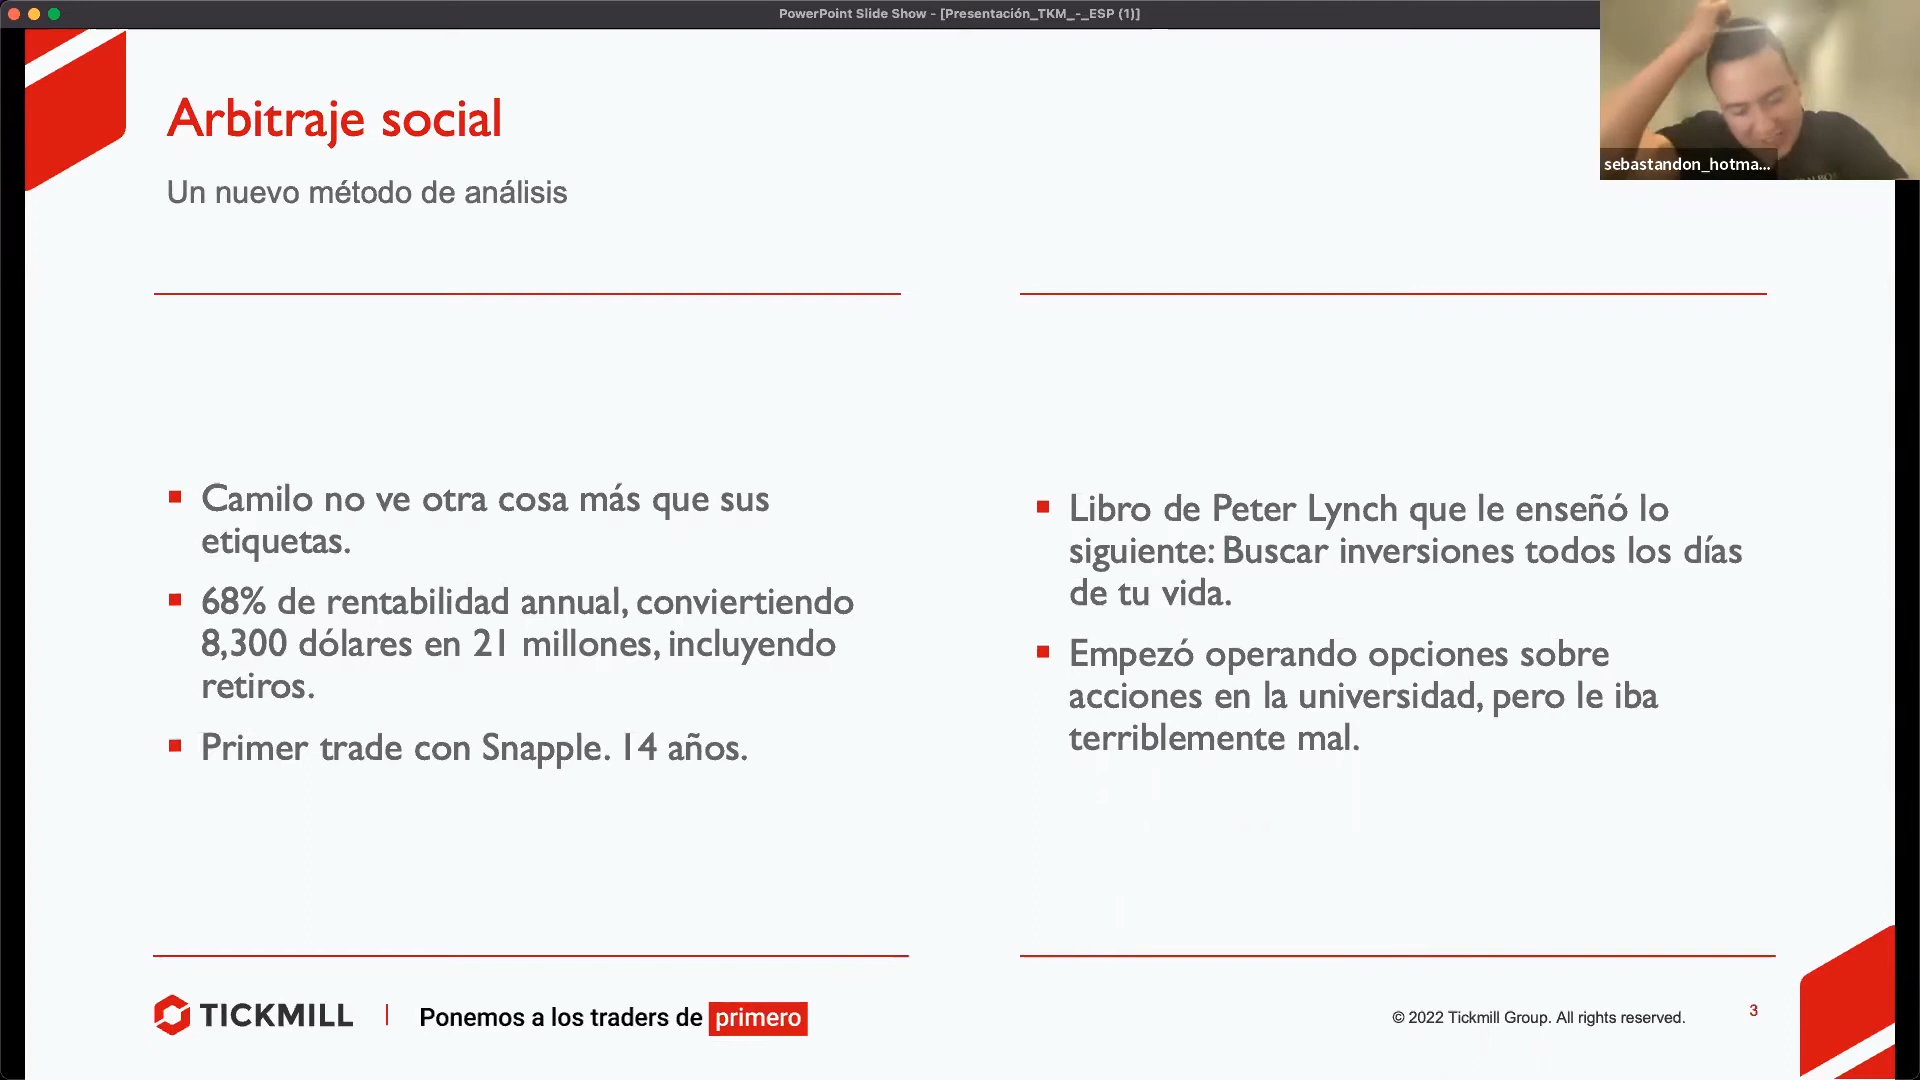 PowerPoint Slide Show - [Presentación_TKM_-_ESP (1)]
sebastandon_hotma...
Arbitraje social
Un nuevo método de análisis
Camilo no ve otra cosa más que sus
etiquetas.
68% de rentabilidad annual, conviertiendo
8,300 dólares en 21 millones, incluyendo
retiros.
Primer trade con Snapple. 14 años.
Libro de Peter Lynch que le enseñó lo
siguiente: Buscar inversiones todos los días
de tu vida.
Empezó operando opciones sobre
acciones en la universidad, pero le iba
terriblemente mal.
TICKMILL
Ponemos a los traders de primero
© 2022 Tickmill Group. All rights reserved.
3